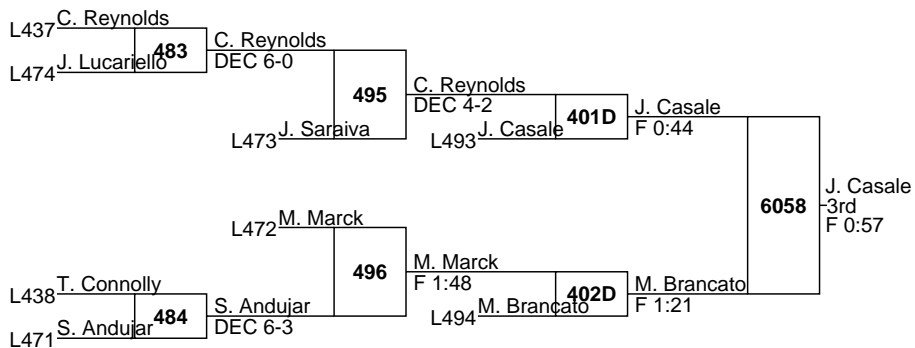 C. Reynolds
L437
483
C. Reynolds
J. Lucariello
DEC 6-0
L474
495
C. Reynolds
DEC 4-2
J. Saraiva
L473
J. Casale
L493
401D
J. Casale
F 0:44
6058
J. Casale
3rd
F 0:57
M. Marck
L472
496
M. Marck
F 1:48
T. Connolly
L438
484
S. Andujar
DEC 6-3
S. Andujar
L471
M. Brancato
L494
402D
M. Brancato
F 1:21